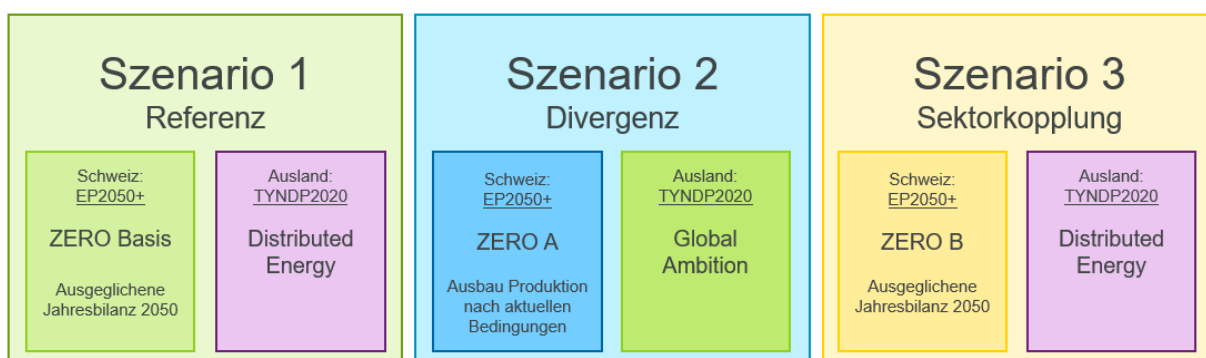 Szenario 1
Referenz
Schweiz:
EP2050+
ZERO Basis
Ausgeglichene
Jahresbilanz 2050
Ausland:
TYNDP2020
Distributed
Energy
Szenario 2
Divergenz
Schweiz:
EP2050+
ZERO A
Ausbau Produktion
nach aktuellen
Bedingungen
Ausland:
TYNDP2020
Global
Ambition
Szenario 3
Sektorkopplung
Schweiz:
EP2050+
ZERO B
Ausgeglichene
Jahresbilanz 2050
Ausland:
TYNDP2020
Distributed
Energy